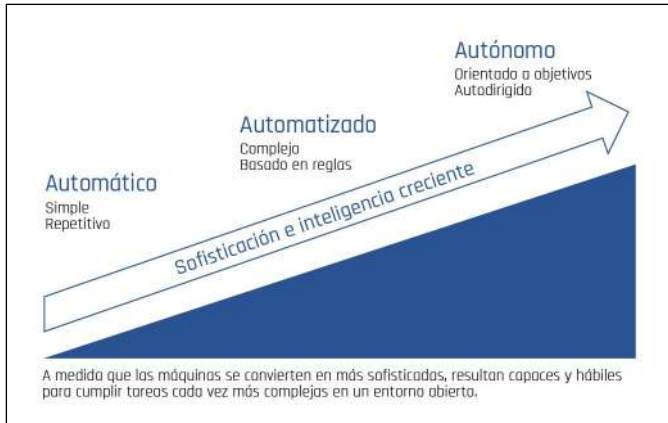 Autónomo
Orientado a objetivos
Autodirigido
Automatizado
Complejo
Basado en reglas
Automático
Simple
Repetitivo
Sofisticación e inteligencia creciente
A medida que las máquinas se convierten en más sofisticadas, resultan capaces y hábiles
para cumplir tareas cada vez más complejas en un entorno abierto.